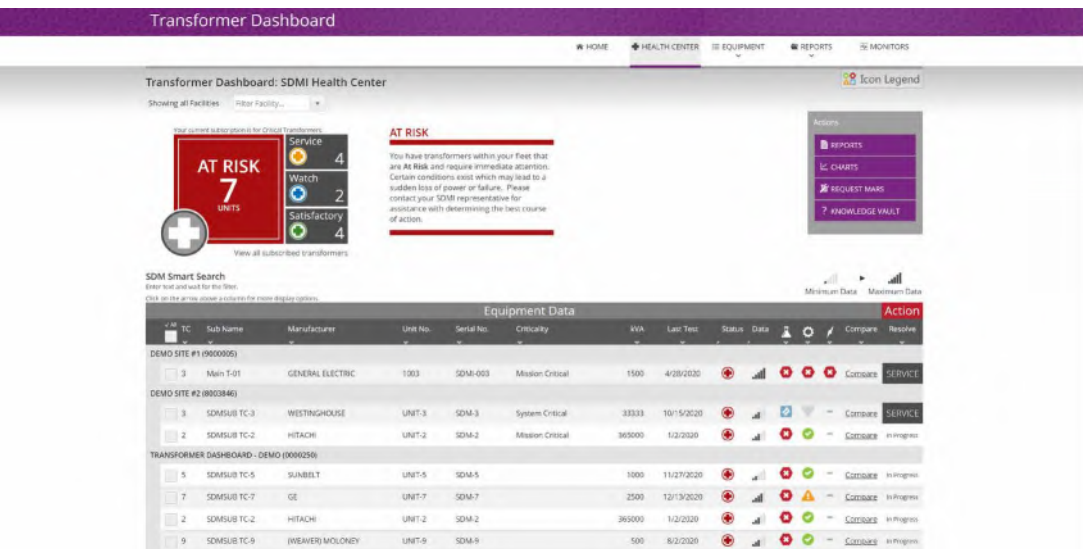 Transformer Dashboard
HOME HEALTH CENTER EQUIPMENT REPORTS MONITORS
Transformer Dashboard: SDMI Health Center
Icon Legend
Showing all Facilities Filter Facility...
Your current subscription is for Critical Transformers
AT RISK
7
UNITS
Service
4
Watch
2
Satisfactory
4
View all subscribed transformers
AT RISK
You have transformers within your fleet that
are At Risk and require immediate attention.
Certain conditions exist which may lead to a
sudden loss of power or failure. Please
contact your SDMI representative for
assistance with determining the best course
of action.
Actions
REPORTS
CHARTS
REQUEST MARS
? KNOWLEDGE VAULT
SDM Smart Search
Enter text and wait for the filter.
Click on the arrow above a column for more display options.
Minimum Data Maximum Data
Equipment Data Action
All TC Sub Name Manufacturer Unit No. Serial No. Criticality kVA Last Test Status Data Compare Resolve
DEMO SITE #1 (9000005)
3 Main T-01 GENERAL ELECTRIC 1003 SDMI-003 Mission Critical 1500 4/28/2020 Compare SERVICE
DEMO SITE #2 (8003846)
3 SDMSUB TC-3 WESTINGHOUSE UNIT-3 SDM-3 System Critical 33333 10/15/2020 – Compare SERVICE
2 SDMSUB TC-2 HITACHI UNIT-2 SDM-2 Mission Critical 365000 1/2/2020 – Compare In Progress
TRANSFORMER DASHBOARD - DEMO (0000250)
5 SDMSUB TC-5 SUNBELT UNIT-5 SDM-5 1000 11/27/2020 – Compare In Progress
7 SDMSUB TC-7 GE UNIT-7 SDM-7 2500 12/13/2020 – Compare In Progress
2 SDMSUB TC-2 HITACHI UNIT-2 SDM-2 365000 1/2/2020 – Compare In Progress
9 SDMSUB TC-9 (WEAVER) MOLONEY UNIT-9 SDM-9 500 8/2/2020 – Compare In Progress